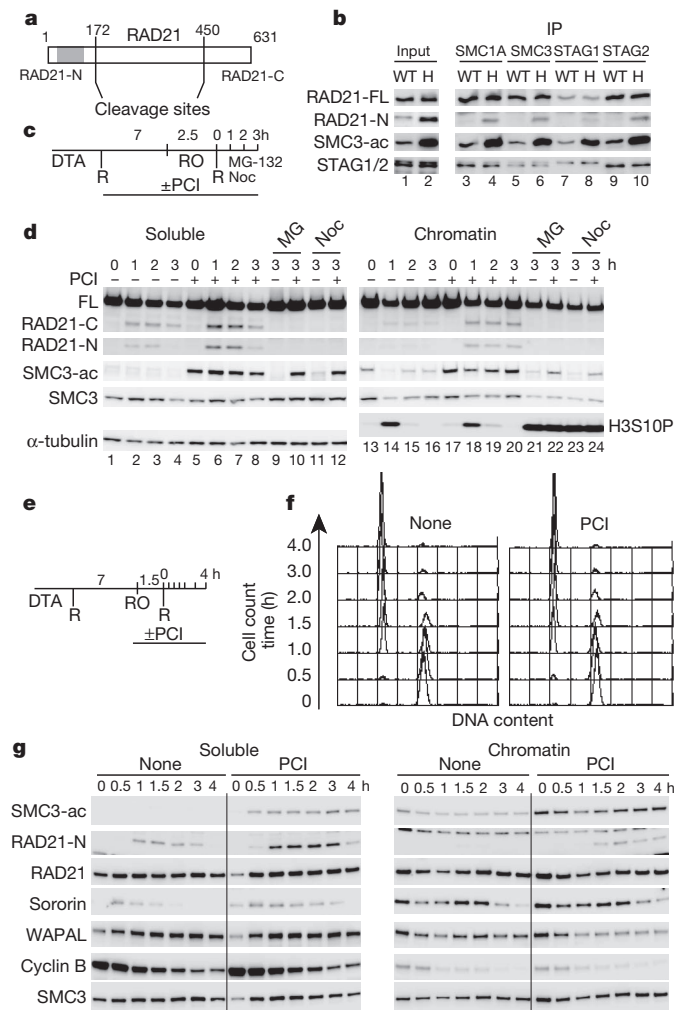 a
1 172 RAD21 450 631
RAD21-N RAD21-C
Cleavage sites
b
IP
Input SMC1A SMC3 STAG1 STAG2
WT H WT H WT H WT H WT H
RAD21-FL
RAD21-N
SMC3-ac
STAG1/2
1 2 3 4 5 6 7 8 9 10
c
7 2.5 0 1 2 3h
DTA RO MG-132
R R Noc
±PCI
d
Soluble MG Noc Chromatin MG Noc
0 1 2 3 0 1 2 3 3 3 3 3 0 1 2 3 0 1 2 3 3 3 3 3 h
PCI − − − − + + + + − + − + − − − − + + + + − + − +
FL
RAD21-C
RAD21-N
SMC3-ac
SMC3
H3S10P
α-tubulin
1 2 3 4 5 6 7 8 9 10 11 12 13 14 15 16 17 18 19 20 21 22 23 24
e
7 1.5 0 4 h
DTA RO
R R
±PCI
f
None PCI
4.0
3.0
2.0
1.5
1.0
0.5
0
Cell count
time (h)
DNA content
g
Soluble Chromatin
None PCI None PCI
0 0.5 1 1.5 2 3 4 0 0.5 1 1.5 2 3 4 h 0 0.5 1 1.5 2 3 4 0 0.5 1 1.5 2 3 4 h
SMC3-ac
RAD21-N
RAD21
Sororin
WAPAL
Cyclin B
SMC3